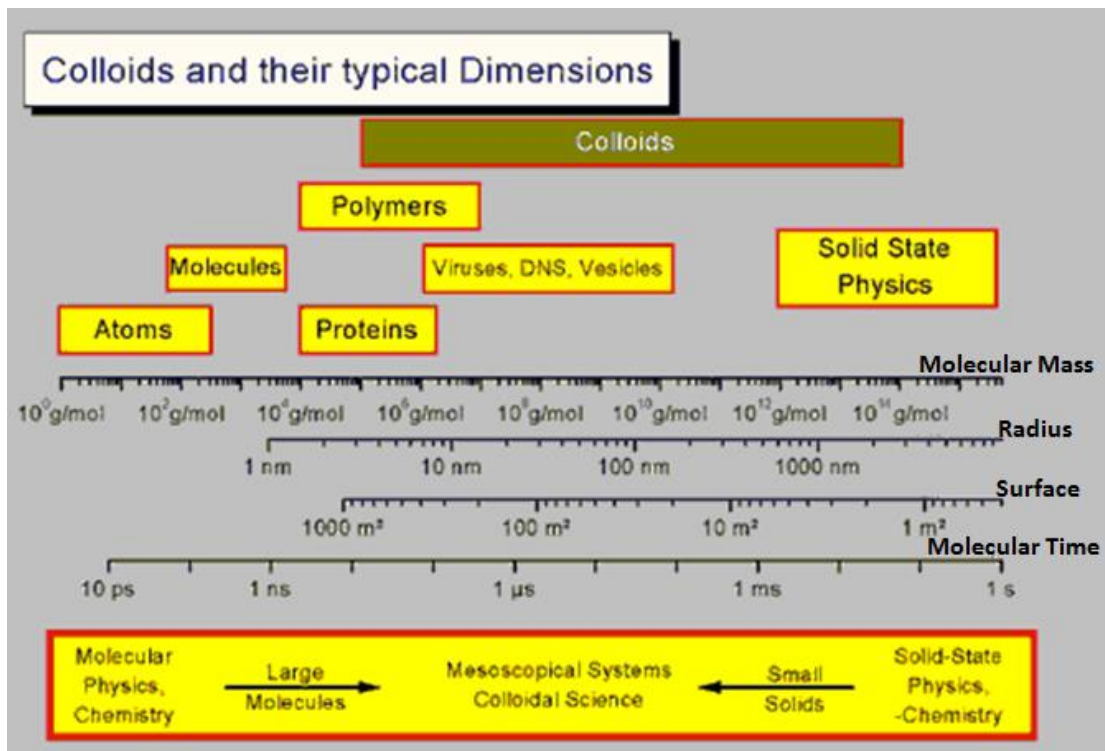 Colloids and their typical Dimensions
Colloids
Polymers
Molecules
Viruses, DNS, Vesicles
Solid State
Physics
Atoms
Proteins
Molecular Mass
10⁰g/mol 10²g/mol 10⁴g/mol 10⁶g/mol 10⁸g/mol 10¹⁰g/mol 10¹²g/mol 10¹⁴g/mol
Radius
1 nm 10 nm 100 nm 1000 nm
Surface
1000 m² 100 m² 10 m² 1 m²
Molecular Time
10 ps 1 ns 1 µs 1 ms 1 s
Molecular
Physics,
Chemistry
Large
Molecules
Mesoscopical Systems
Colloidal Science
Small
Solids
Solid-State
Physics,
-Chemistry